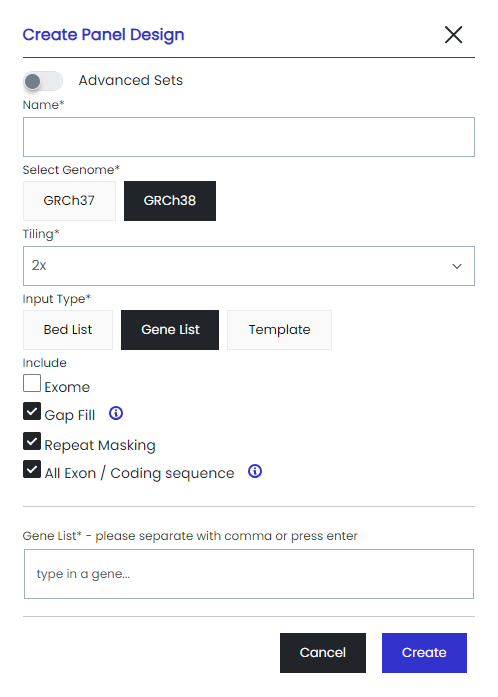 Create Panel Design
Advanced Sets
Name*
Select Genome*
GRCh37 GRCh38
Tiling*
2x
Input Type*
Bed List Gene List Template
Include
Exome
Gap Fill
Repeat Masking
All Exon / Coding sequence
Gene List* - please separate with comma or press enter
type in a gene...
Cancel Create